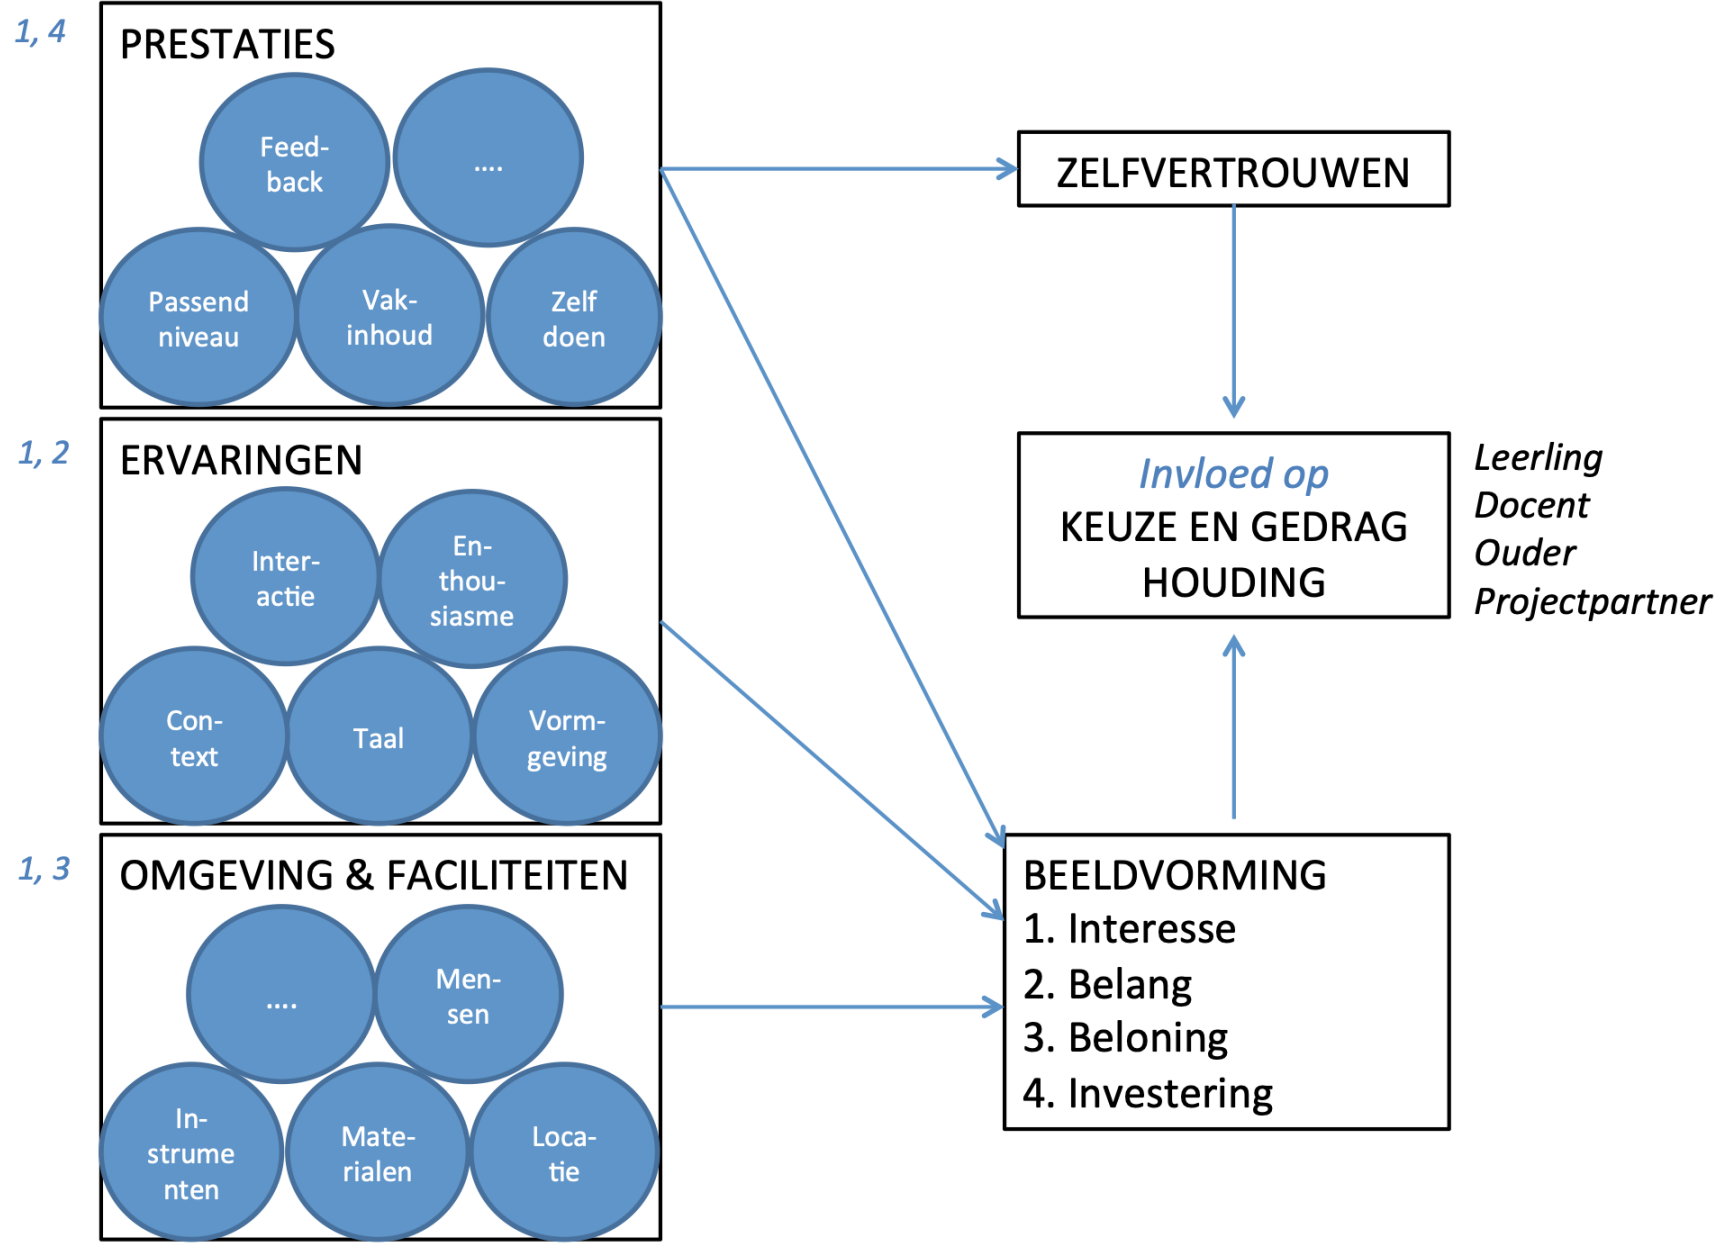 1, 4
PRESTATIES
Feed-
back
....
Passend
niveau
Vak-
inhoud
Zelf
doen
1, 2
ERVARINGEN
Inter-
actie
En-
thou-
siasme
Con-
text
Taal
Vorm-
geving
1, 3
OMGEVING & FACILITEITEN
....
Men-
sen
In-
strume
nten
Mate-
rialen
Loca-
tie
ZELFVERTROUWEN
Invloed op
KEUZE EN GEDRAG
HOUDING
Leerling
Docent
Ouder
Projectpartner
BEELDVORMING
1. Interesse
2. Belang
3. Beloning
4. Investering